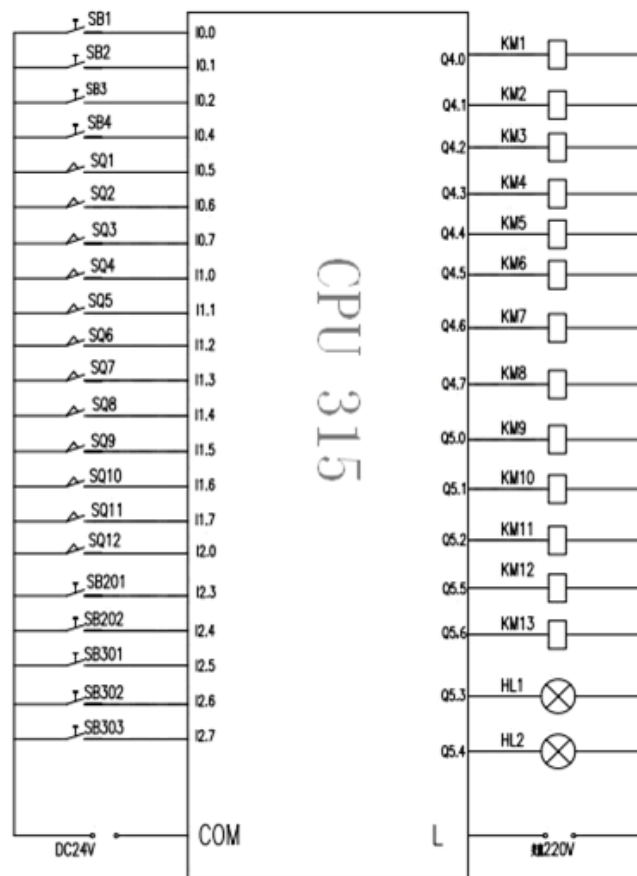 SB1
I0.0
SB2
I0.1
SB3
I0.2
SB4
I0.4
SQ1
I0.5
SQ2
I0.6
SQ3
I0.7
SQ4
I1.0
SQ5
I1.1
SQ6
I1.2
SQ7
I1.3
SQ8
I1.4
SQ9
I1.5
SQ10
I1.6
SQ11
I1.7
SQ12
I2.0
SB201
I2.3
SB202
I2.4
SB301
I2.5
SB302
I2.6
SB303
I2.7
DC24V
COM
CPU 315
KM1
Q4.0
KM2
Q4.1
KM3
Q4.2
KM4
Q4.3
KM5
Q4.4
KM6
Q4.5
KM7
Q4.6
KM8
Q4.7
KM9
Q5.0
KM10
Q5.1
KM11
Q5.2
KM12
Q5.5
KM13
Q5.6
HL1
Q5.3
HL2
Q5.4
L
220V